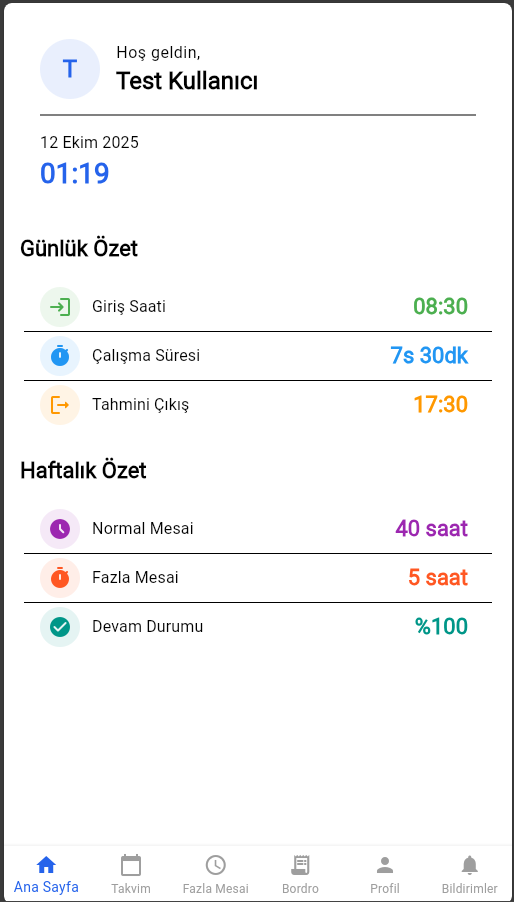 T
Hoş geldin,
Test Kullanıcı
12 Ekim 2025
01:19
Günlük Özet
Giriş Saati 08:30
Çalışma Süresi 7s 30dk
Tahmini Çıkış 17:30
Haftalık Özet
Normal Mesai 40 saat
Fazla Mesai 5 saat
Devam Durumu %100
Ana Sayfa Takvim Fazla Mesai Bordro Profil Bildirimler